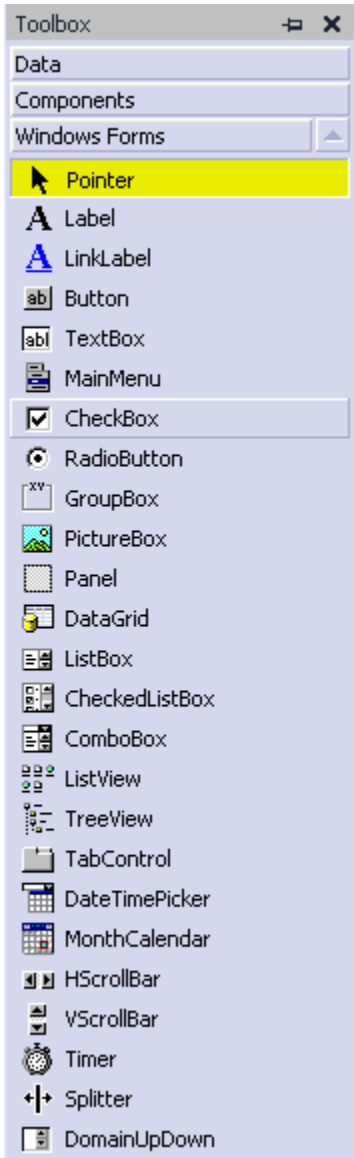 Toolbox
Data
Components
Windows Forms
Pointer
A Label
A LinkLabel
ab Button
abl TextBox
MainMenu
CheckBox
RadioButton
XY GroupBox
PictureBox
Panel
DataGrid
ListBox
CheckedListBox
ComboBox
ListView
TreeView
TabControl
DateTimePicker
MonthCalendar
HScrollBar
VScrollBar
Timer
Splitter
DomainUpDown